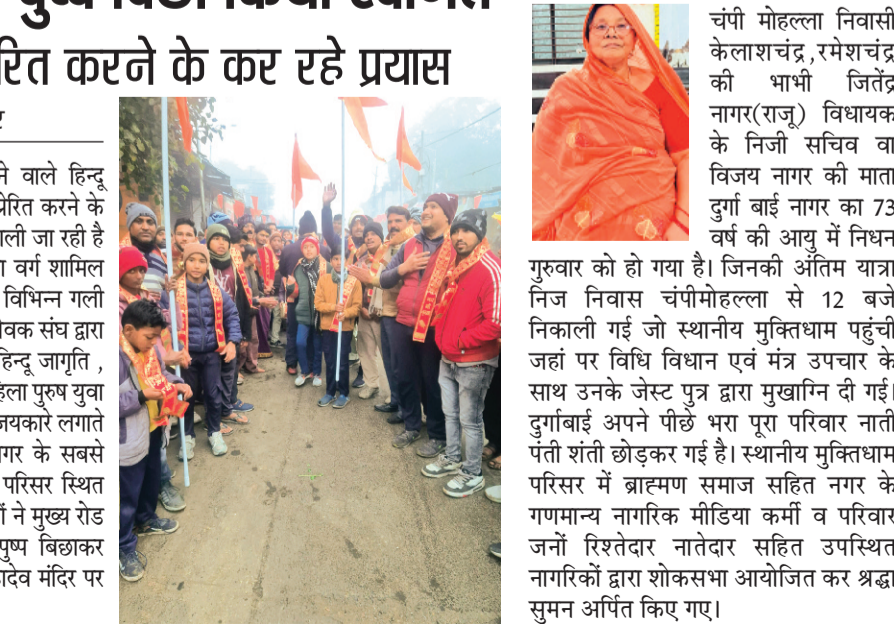 रित करने के कर रहे प्रयास
ने वाले हिन्दू
प्रेरित करने के
ाली जा रही है
ा वर्ग शामिल
विभिन्न गली
ेवक संघ द्वारा
हिन्दू जागृति ,
हिला पुरुष युवा
जयकारे लगाते
गर के सबसे
परिसर स्थित
ों ने मुख्य रोड
पुष्प बिछाकर
ादेव मंदिर पर
चंपी मोहल्ला निवासी
केलाशचंद्र ,रमेशचंद्र
की भाभी जितेंद्र
नागर(राजू) विधायक
के निजी सचिव वा
विजय नागर की माता
दुर्गा बाई नागर का 73
वर्ष की आयु में निधन
गुरुवार को हो गया है। जिनकी अंतिम यात्रा
निज निवास चंपीमोहल्ला से 12 बजे
निकाली गई जो स्थानीय मुक्तिधाम पहुंची
जहां पर विधि विधान एवं मंत्र उपचार के
साथ उनके जेस्ट पुत्र द्वारा मुखाग्नि दी गई।
दुर्गाबाई अपने पीछे भरा पूरा परिवार नाती
पंती शंती छोड़कर गई है। स्थानीय मुक्तिधाम
परिसर में ब्राह्मण समाज सहित नगर के
गणमान्य नागरिक मीडिया कर्मी व परिवार
जनों रिश्तेदार नातेदार सहित उपस्थित
नागरिकों द्वारा शोकसभा आयोजित कर श्रद्धा
सुमन अर्पित किए गए।